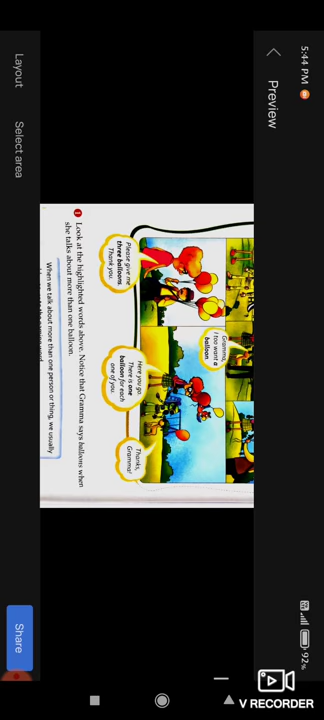 5:44 PM
92%
Preview
Gramma,
I too want a
balloon.
Please give me
three balloons.
Thank you.
Here you go.
There is one
balloon for each
one of you.
Thanks,
Gramma!
1 Look at the highlighted words above. Notice that Gramma says balloons when
she talks about more than one balloon.
When we talk about more than one person or thing, we usually
Layout
Select area
Share
V RECORDER